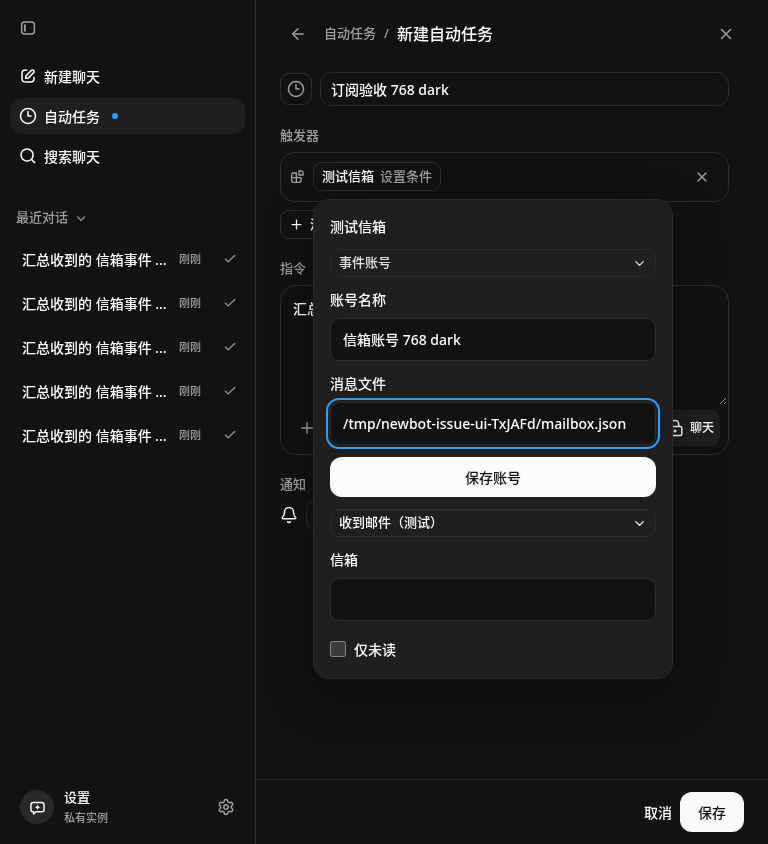 新建聊天
自动任务
搜索聊天
最近对话
汇总收到的 信箱事件 ... 刚刚
汇总收到的 信箱事件 ... 刚刚
汇总收到的 信箱事件 ... 刚刚
汇总收到的 信箱事件 ... 刚刚
汇总收到的 信箱事件 ... 刚刚
设置
私有实例
自动任务 / 新建自动任务
订阅验收 768 dark
触发器
测试信箱 设置条件
指令
汇总
聊天
通知
测试信箱
事件账号
账号名称
信箱账号 768 dark
消息文件
/tmp/newbot-issue-ui-TxJAFd/mailbox.json
保存账号
收到邮件（测试）
信箱
仅未读
取消
保存